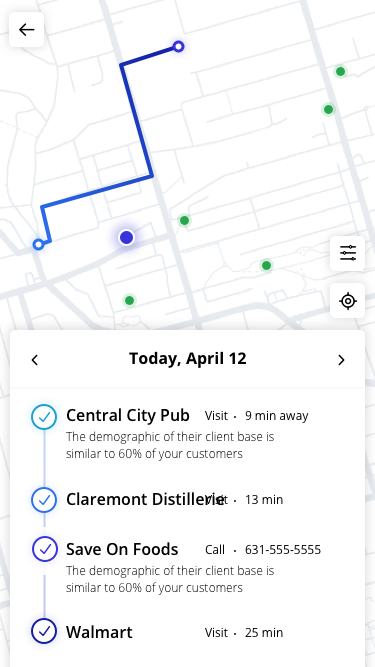 Today, April 12
Central City Pub Visit · 9 min away
The demographic of their client base is
similar to 60% of your customers
Claremont Distillerie Visit · 13 min
Save On Foods Call · 631-555-5555
The demographic of their client base is
similar to 60% of your customers
Walmart Visit · 25 min